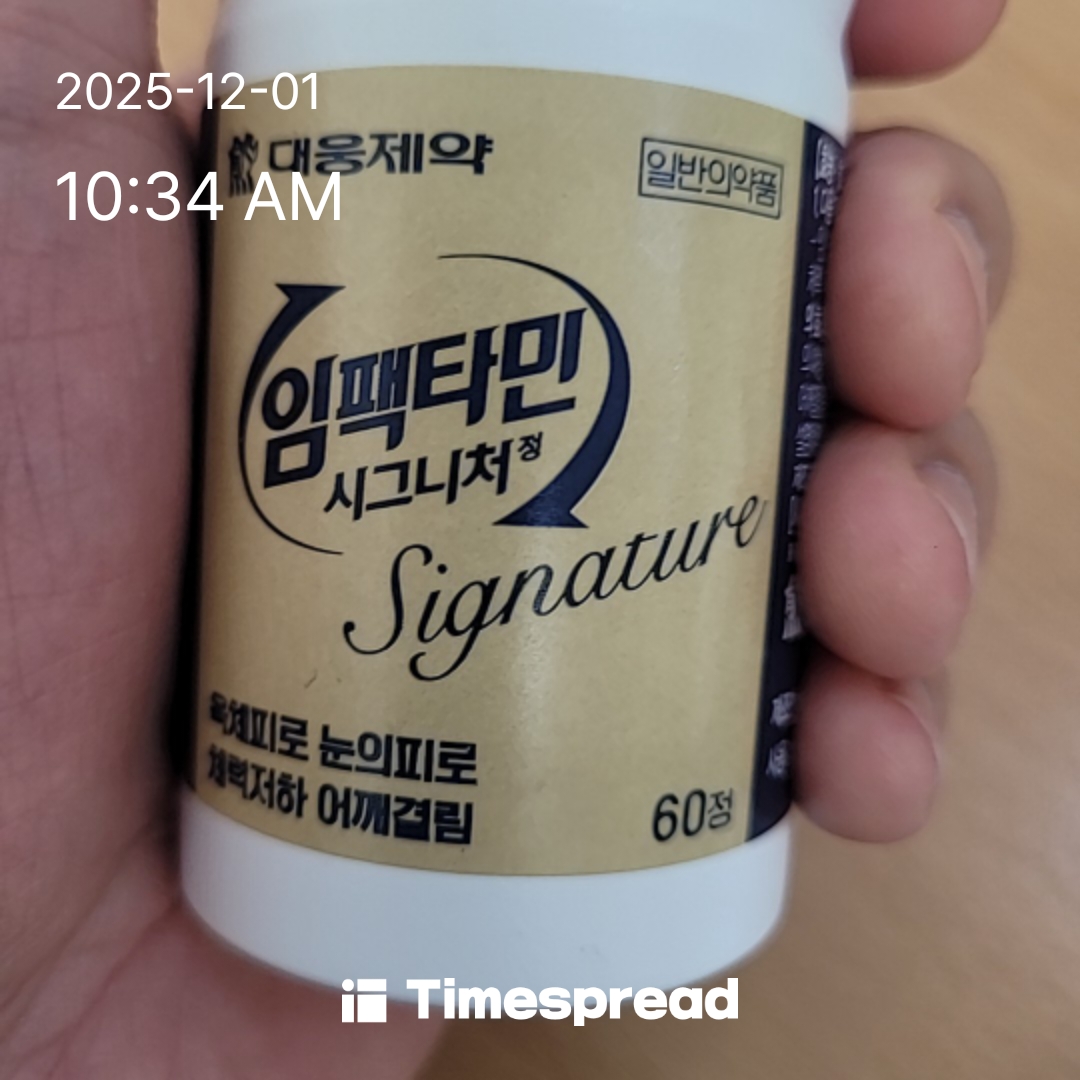 2025-12-01
대웅제약
일반의약품
10:34 AM
임팩타민
시그니처정
Signature
육체피로 눈의피로
체력저하 어깨결림
60정
Timespread